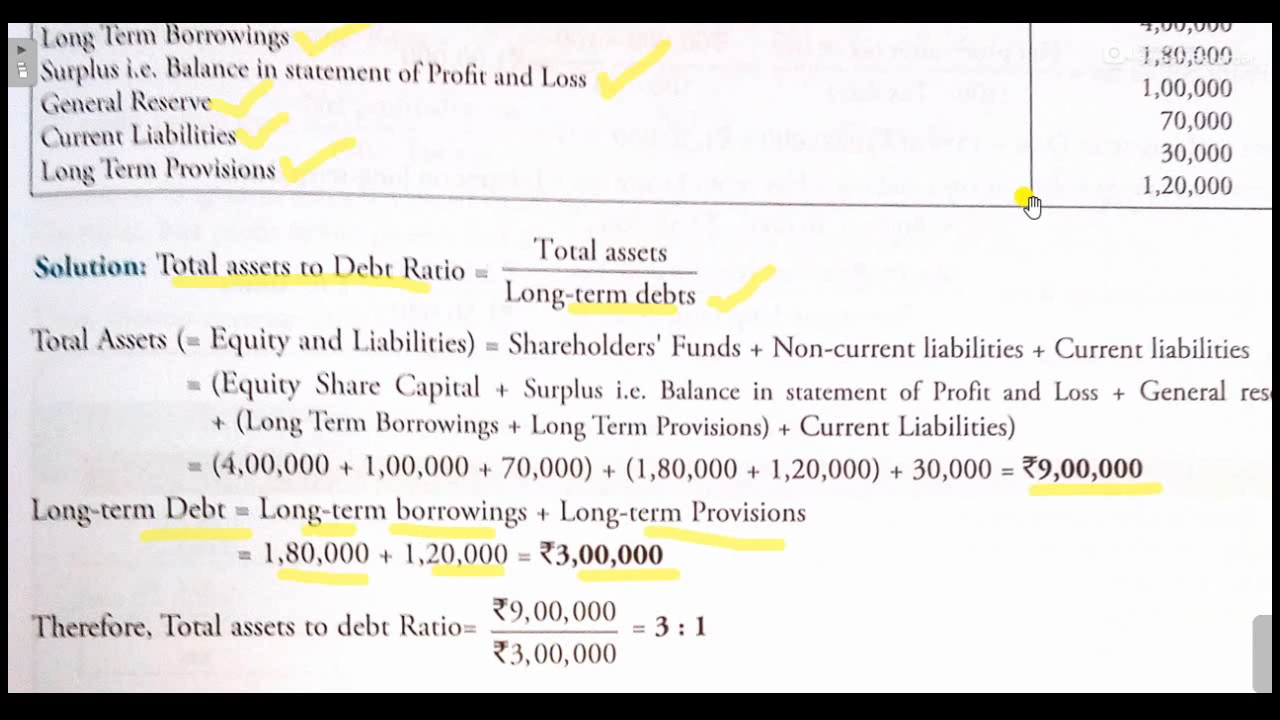 Long Term Borrowings 4,00,000
Surplus i.e. Balance in statement of Profit and Loss 1,80,000
General Reserve 1,00,000
Current Liabilities 70,000
Long Term Provisions 30,000
1,20,000
Solution: Total assets to Debt Ratio = Total assets
Long-term debts
Total Assets (= Equity and Liabilities) = Shareholders' Funds + Non-current liabilities + Current liabilities
= (Equity Share Capital + Surplus i.e. Balance in statement of Profit and Loss + General res
+ (Long Term Borrowings + Long Term Provisions) + Current Liabilities)
= (4,00,000 + 1,00,000 + 70,000) + (1,80,000 + 1,20,000) + 30,000 = ₹9,00,000
Long-term Debt = Long-term borrowings + Long-term Provisions
= 1,80,000 + 1,20,000 = ₹3,00,000
Therefore, Total assets to debt Ratio= ₹9,00,000 = 3 : 1
₹3,00,000